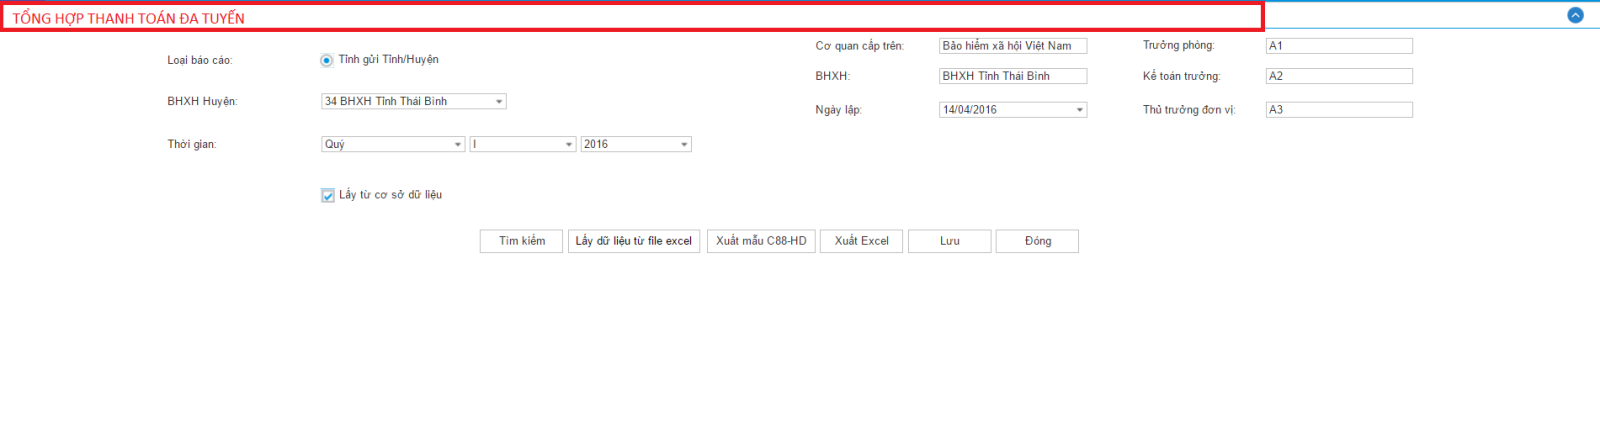 TỔNG HỢP THANH TOÁN ĐA TUYẾN
Loại báo cáo: Tỉnh gửi Tỉnh/Huyện
BHXH Huyện: 34 BHXH Tỉnh Thái Bình
Thời gian: Quý I 2016
Lấy từ cơ sở dữ liệu
Cơ quan cấp trên: Bảo hiểm xã hội Việt Nam
BHXH: BHXH Tỉnh Thái Bình
Ngày lập: 14/04/2016
Trưởng phòng: A1
Kế toán trưởng: A2
Thủ trưởng đơn vị: A3
Tìm kiếm Lấy dữ liệu từ file excel Xuất mẫu C88-HD Xuất Excel Lưu Đóng